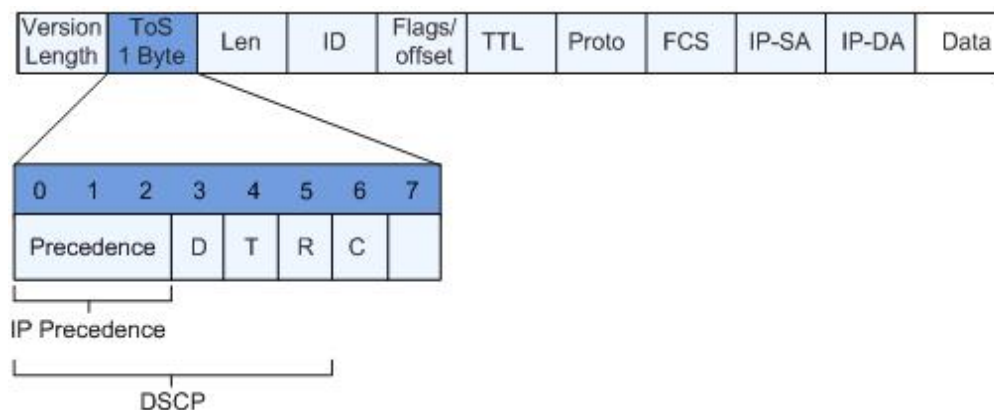 Version Length
ToS 1 Byte
Len
ID
Flags/ offset
TTL
Proto
FCS
IP-SA
IP-DA
Data
0 1 2 3 4 5 6 7
Precedence D T R C
IP Precedence
DSCP